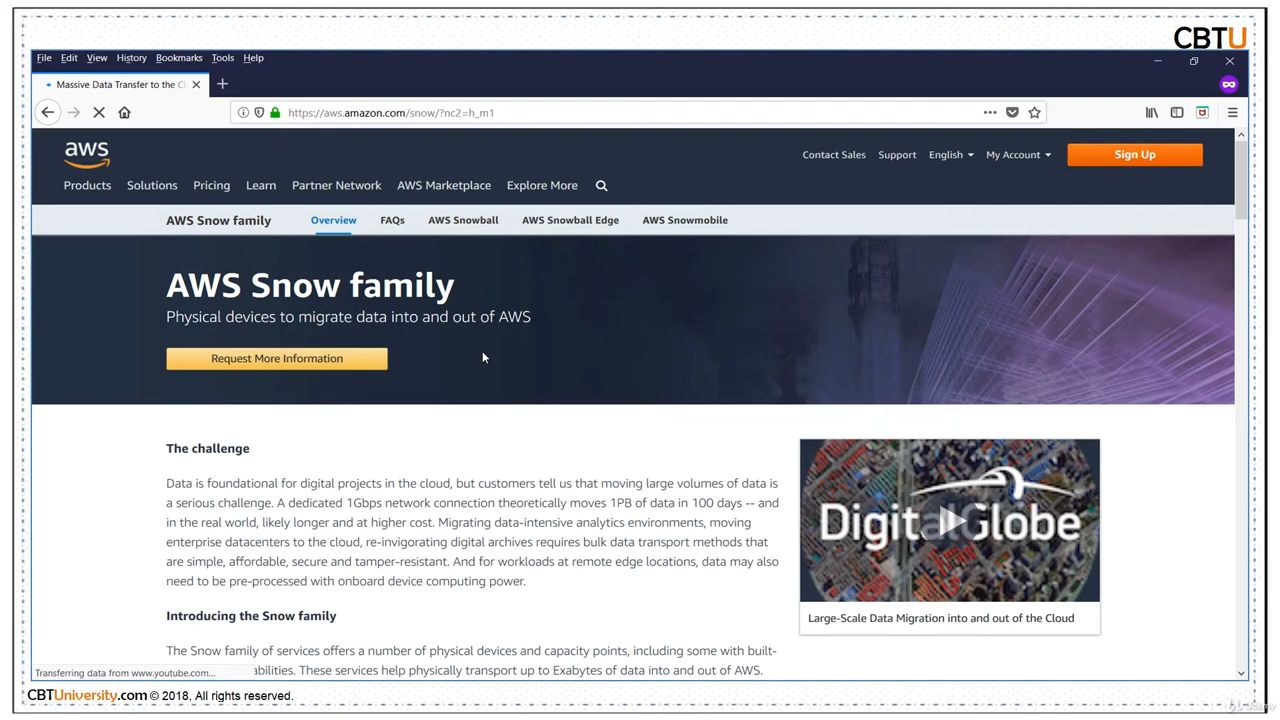 CBTU
File Edit View History Bookmarks Tools Help
Massive Data Transfer to the Cl
https://aws.amazon.com/snow/?nc2=h_m1
aws
Contact Sales Support English My Account Sign Up
Products Solutions Pricing Learn Partner Network AWS Marketplace Explore More
AWS Snow family Overview FAQs AWS Snowball AWS Snowball Edge AWS Snowmobile
AWS Snow family
Physical devices to migrate data into and out of AWS
Request More Information
The challenge
Data is foundational for digital projects in the cloud, but customers tell us that moving large volumes of data is
a serious challenge. A dedicated 1Gbps network connection theoretically moves 1PB of data in 100 days -- and
in the real world, likely longer and at higher cost. Migrating data-intensive analytics environments, moving
enterprise datacenters to the cloud, re-invigorating digital archives requires bulk data transport methods that
are simple, affordable, secure and tamper-resistant. And for workloads at remote edge locations, data may also
need to be pre-processed with onboard device computing power.
DigitalGlobe
Large-Scale Data Migration into and out of the Cloud
Introducing the Snow family
The Snow family of services offers a number of physical devices and capacity points, including some with built-
abilities. These services help physically transport up to Exabytes of data into and out of AWS.
Transferring data from www.youtube.com...
CBTUniversity.com © 2018, All rights reserved.
Udemy